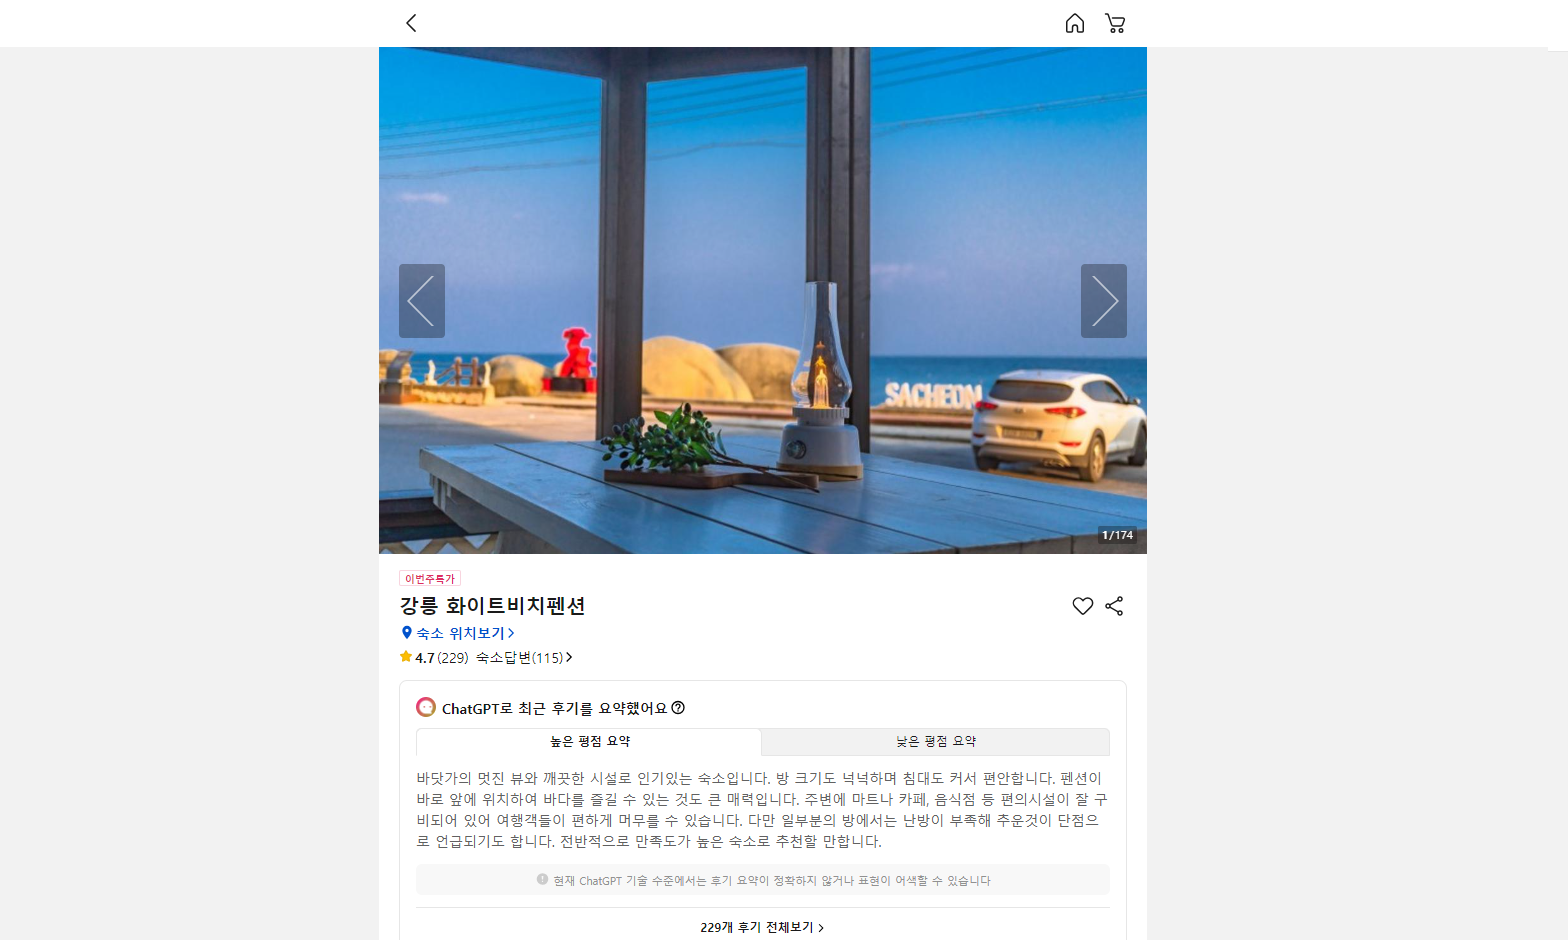 SACHEON
1/174
이번주특가
강릉 화이트비치펜션
숙소 위치보기
4.7 (229) 숙소답변(115)
ChatGPT로 최근 후기를 요약했어요
높은 평점 요약
낮은 평점 요약
바닷가의 멋진 뷰와 깨끗한 시설로 인기있는 숙소입니다. 방 크기도 넉넉하며 침대도 커서 편안합니다. 펜션이
바로 앞에 위치하여 바다를 즐길 수 있는 것도 큰 매력입니다. 주변에 마트나 카페, 음식점 등 편의시설이 잘 구
비되어 있어 여행객들이 편하게 머무를 수 있습니다. 다만 일부분의 방에서는 난방이 부족해 추운것이 단점으
로 언급되기도 합니다. 전반적으로 만족도가 높은 숙소로 추천할 만합니다.
현재 ChatGPT 기술 수준에서는 후기 요약이 정확하지 않거나 표현이 어색할 수 있습니다
229개 후기 전체보기